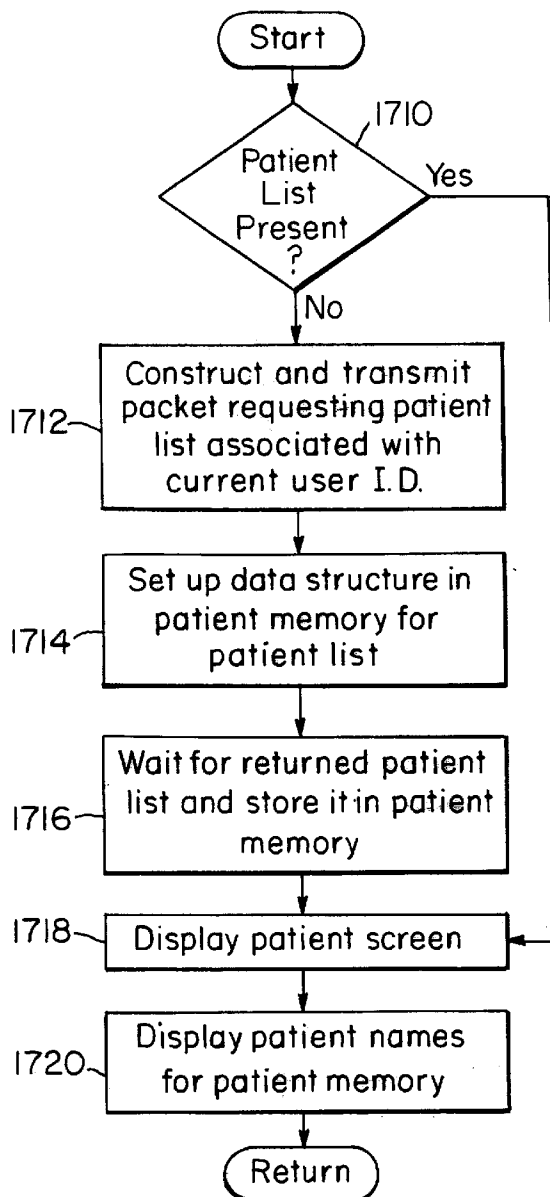 Start
1710
Patient
List
Present
?
Yes
No
1712
Construct and transmit
packet requesting patient
list associated with
current user I.D.
1714
Set up data structure in
patient memory for
patient list
1716
Wait for returned patient
list and store it in patient
memory
1718
Display patient screen
1720
Display patient names
for patient memory
Return